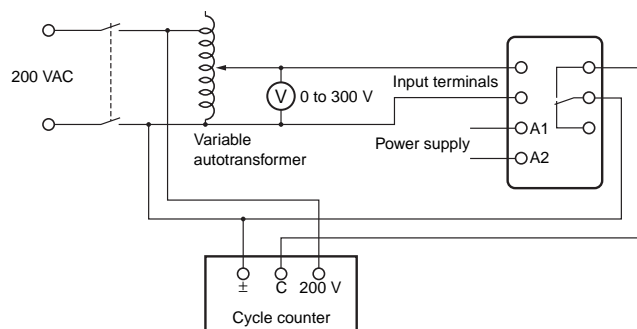 200 VAC
V
0 to 300 V
Variable
autotransformer
Input terminals
A1
Power supply
A2
± C 200 V
Cycle counter